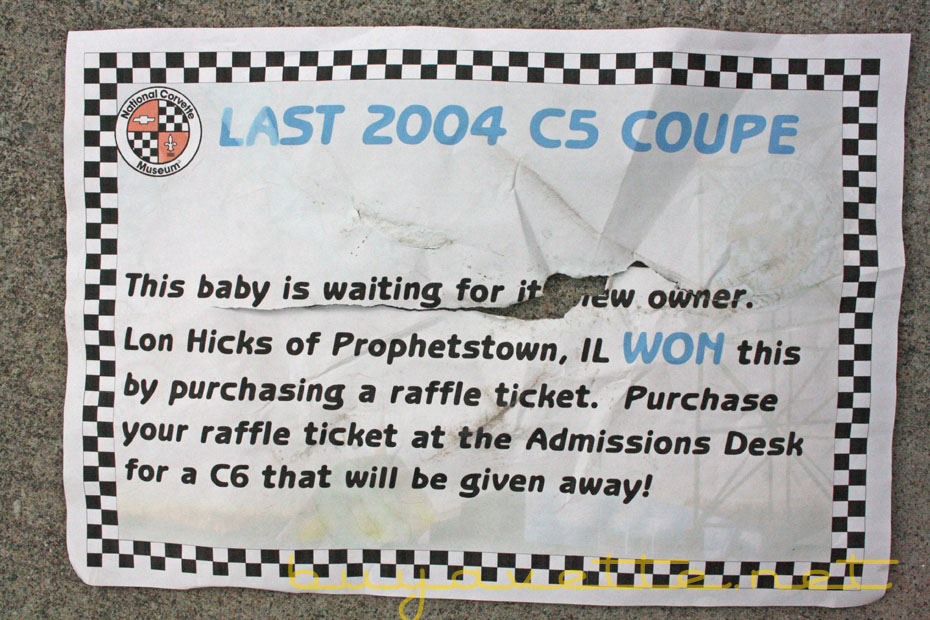 National Corvette
Museum
LAST 2004 C5 COUPE
This baby is waiting for it ew owner.
Lon Hicks of Prophetstown, IL WON this
by purchasing a raffle ticket. Purchase
your raffle ticket at the Admissions Desk
for a C6 that will be given away!
buyavette.net